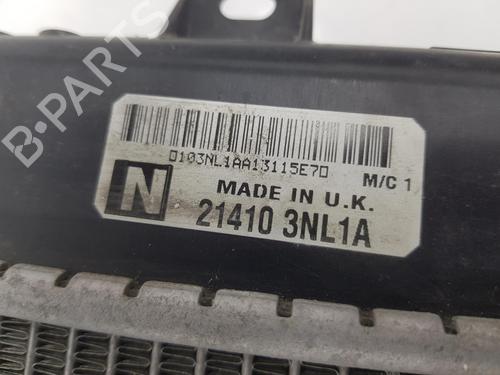 B-PARTS
0103NL1AA13115E70
M/C 1
N
MADE IN U.K.
21410 3NL1A